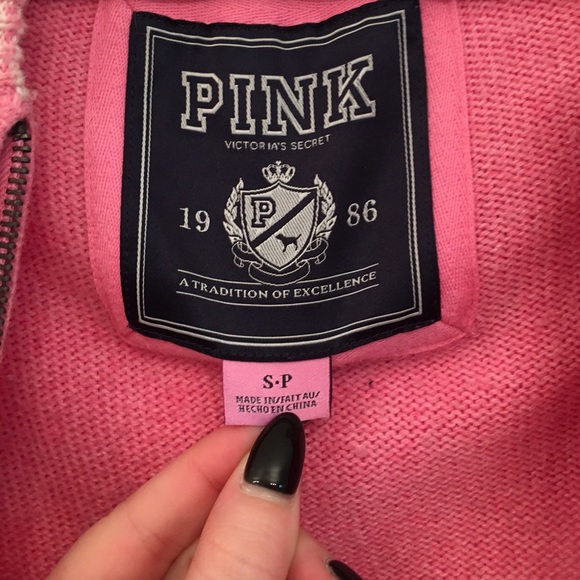 PINK
VICTORIA'S SECRET
P
19 86
A TRADITION OF EXCELLENCE
S•P
MADE IN/FAIT AU/
HECHO EN CHINA